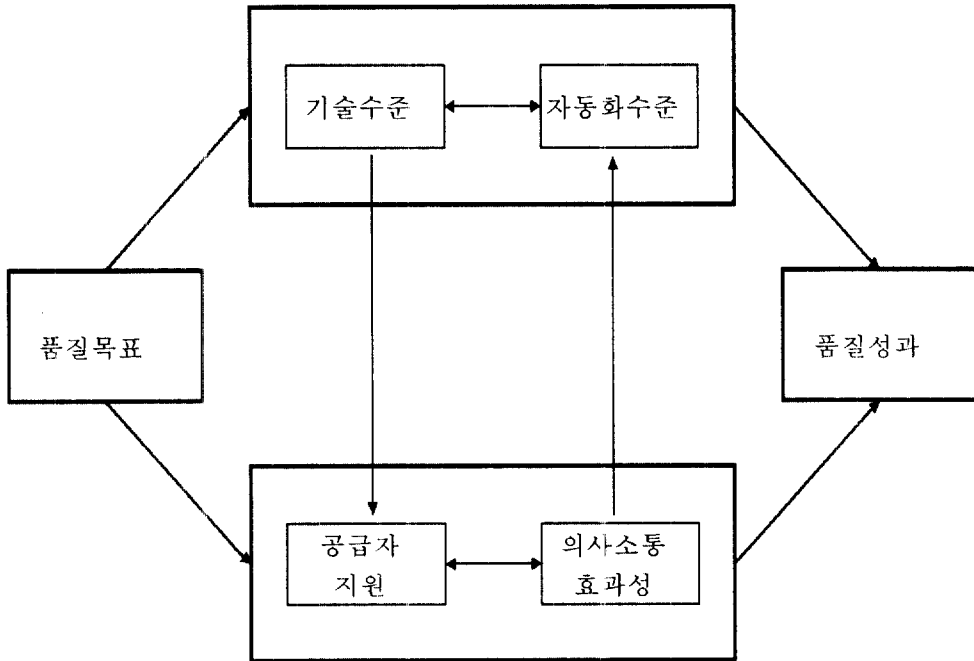 기술수준
자동화수준
품질목표
품질성과
공급자
지원
의사소통
효과성